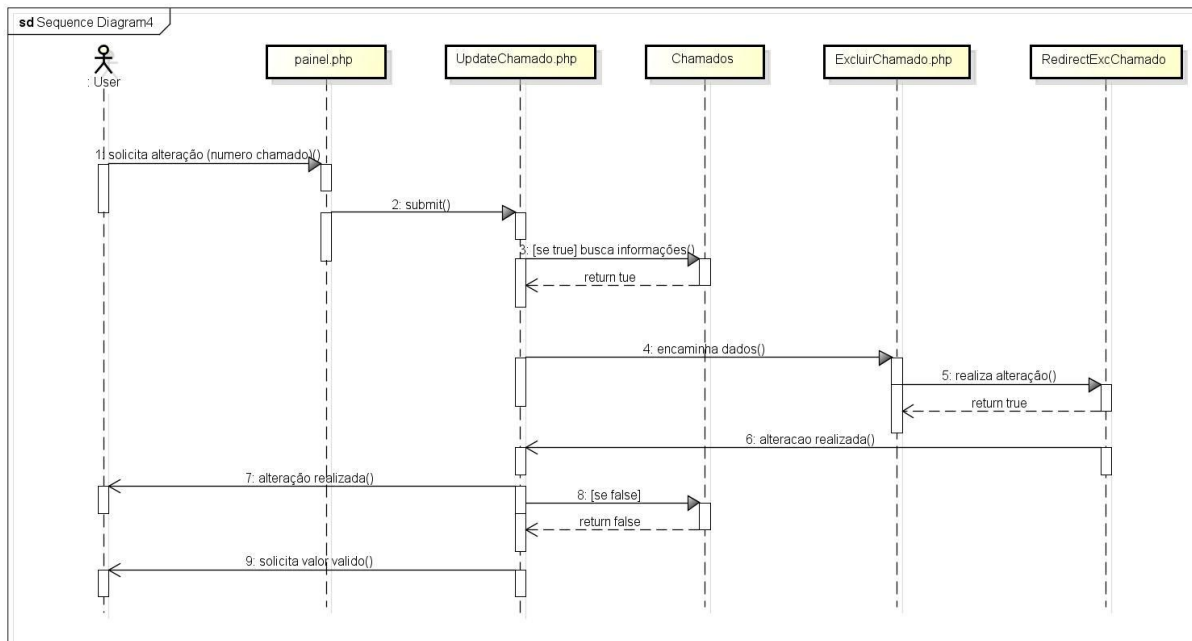 sd Sequence Diagram4
: User
painel.php
UpdateChamado.php
Chamados
ExcluirChamado.php
RedirectExcChamado
1: solicita alteração (numero chamado)()
2: submit()
3: [se true] busca informações()
return tue
4: encaminha dados()
5: realiza alteração()
return true
6: alteracao realizada()
7: alteração realizada()
8: [se false]
return false
9: solicita valor valido()